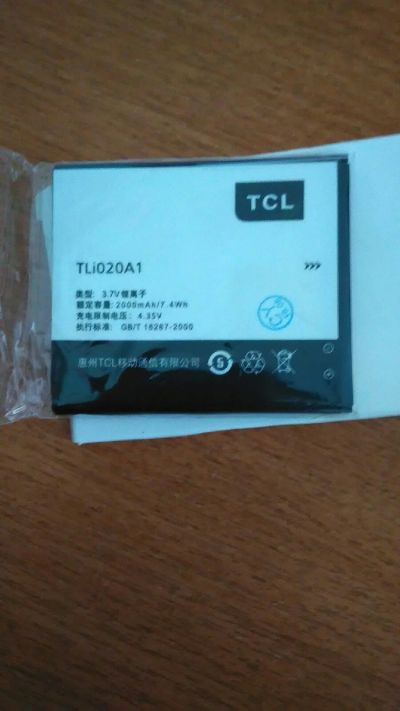 TCL
TLi020A1
类型: 3.7V锂离子
额定容量: 2000mAh/7.4Wh
充电限制电压: 4.35V
执行标准: GB/T 18287-2000
惠州TCL移动通信有限公司